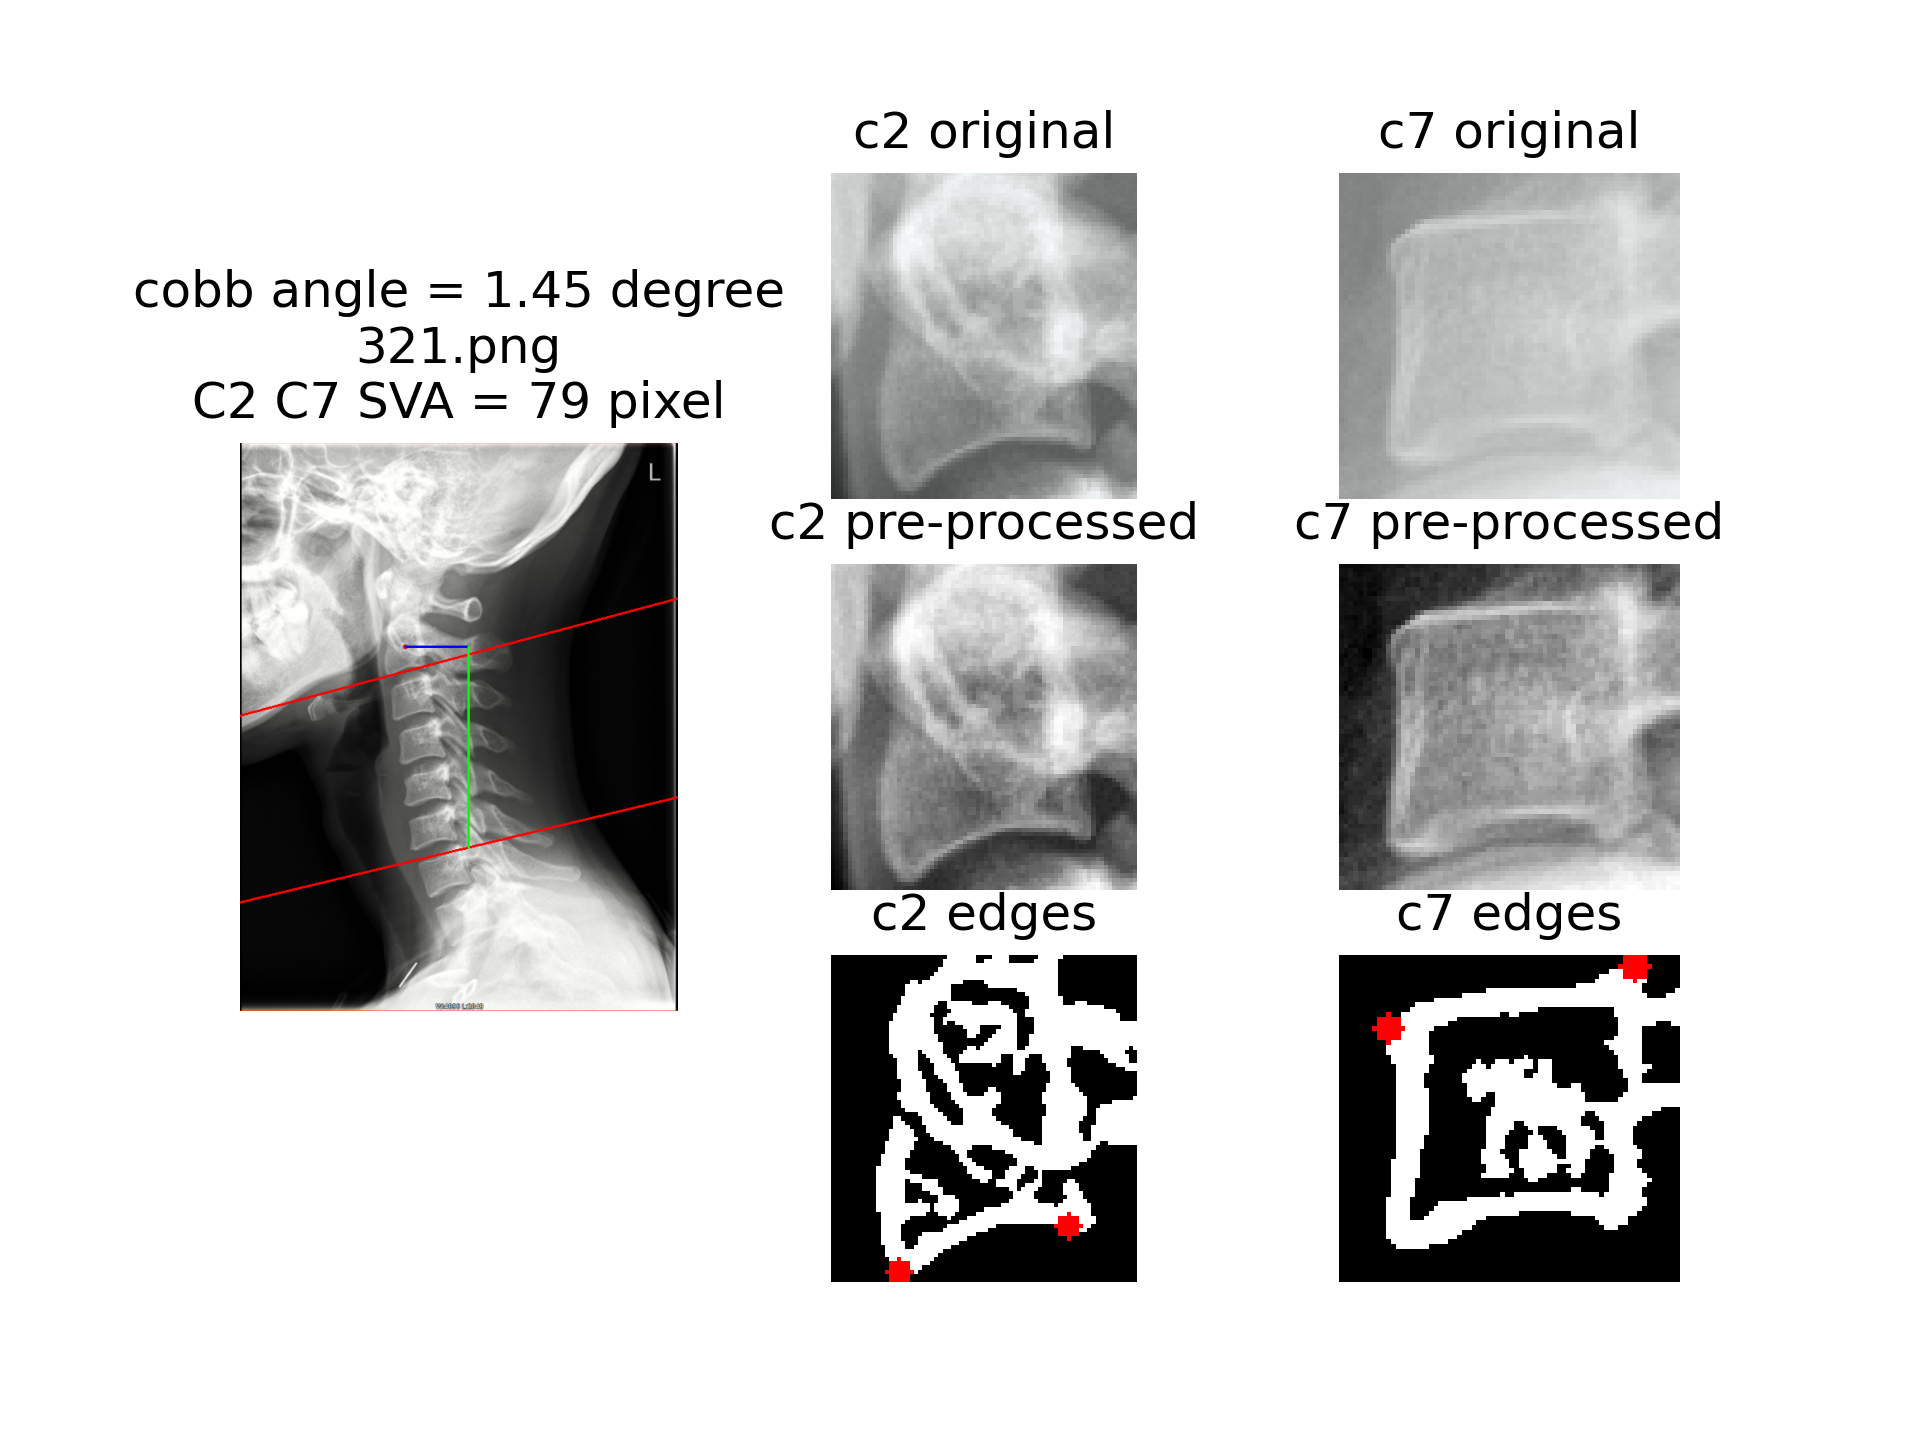 cobb angle = 1.45 degree
321.png
C2 C7 SVA = 79 pixel
L
c2 original
c7 original
c2 pre-processed
c7 pre-processed
c2 edges
c7 edges